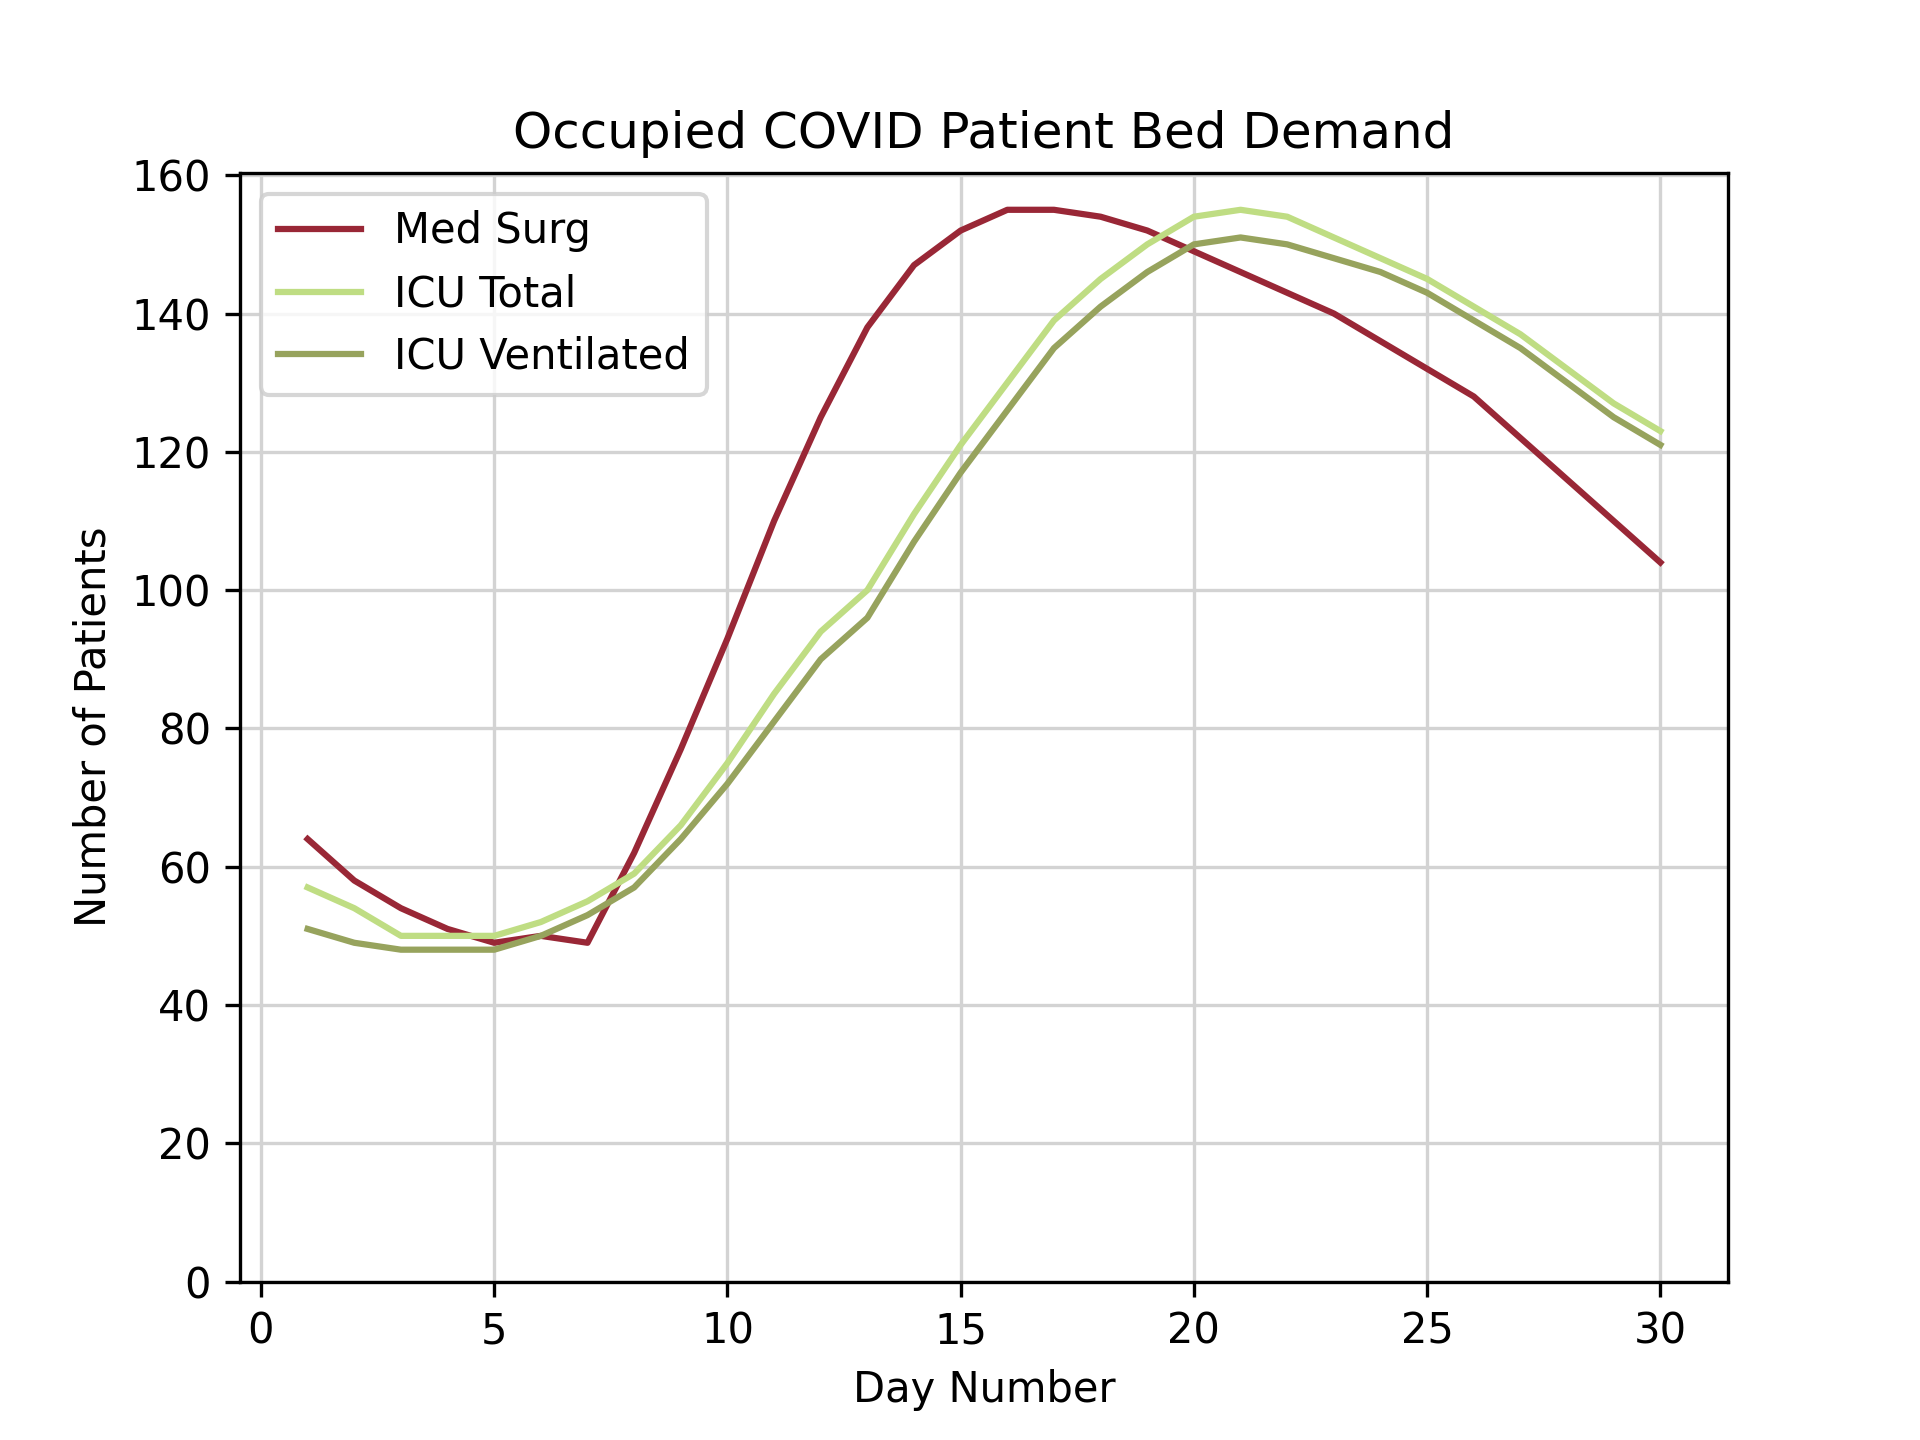 Occupied COVID Patient Bed Demand
160
140
120
100
80
60
40
20
0
Number of Patients
Med Surg
ICU Total
ICU Ventilated
0 5 10 15 20 25 30
Day Number